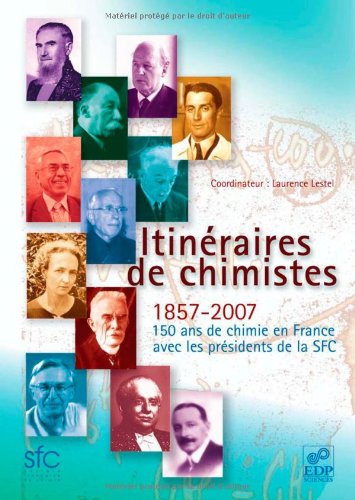 Matériel protégé par le droit d'auteur
Coordinateur : Laurence Lestel
Itinéraires
de chimistes
1857-2007
150 ans de chimie en France
avec les présidents de la SFC
sfc
EDP
SCIENCES